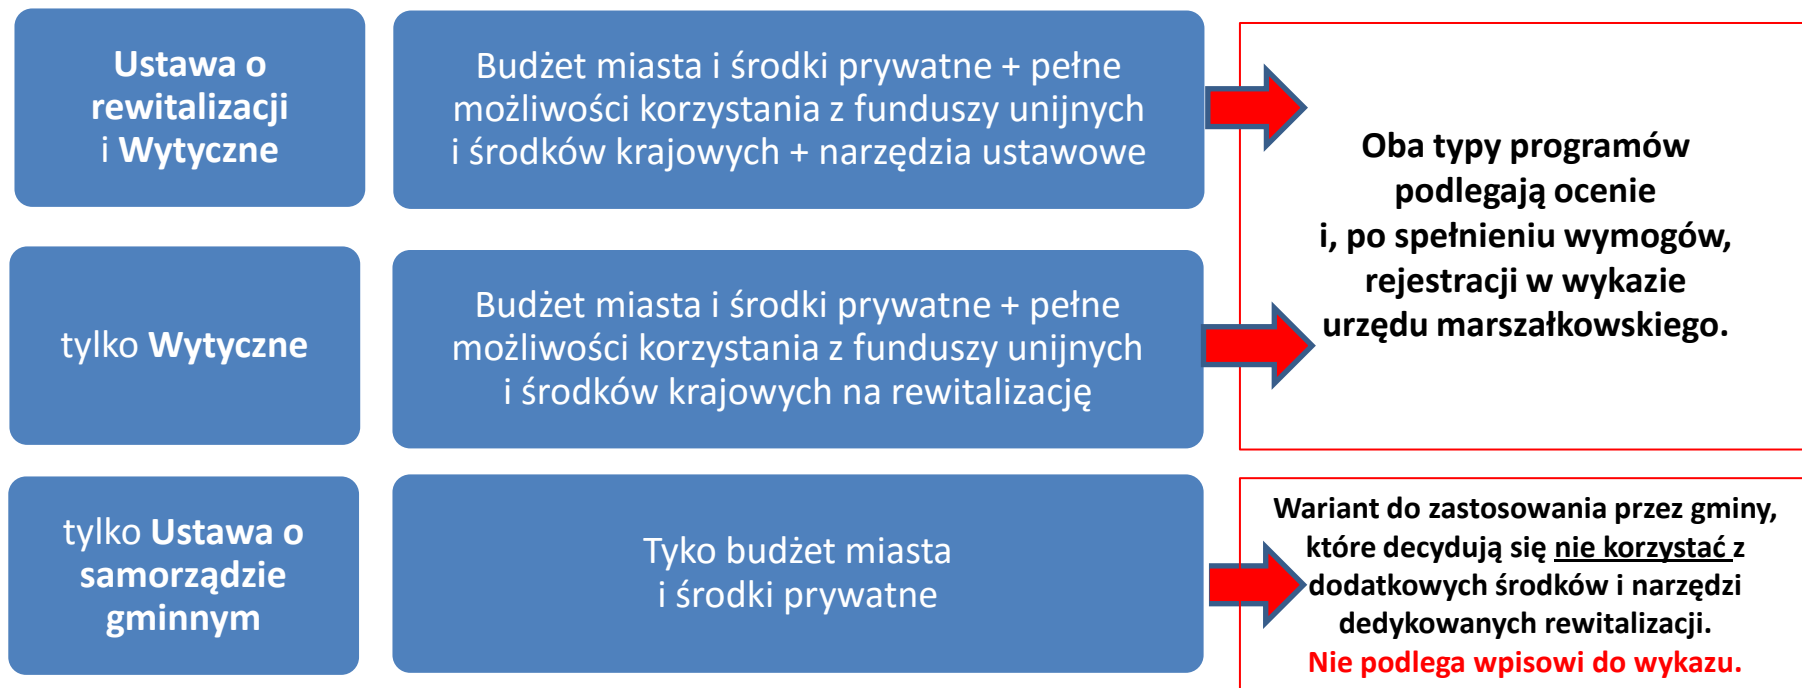 Ustawa o
rewitalizacji
i Wytyczne
Budżet miasta i środki prywatne + pełne
możliwości korzystania z funduszy unijnych
i środków krajowych + narzędzia ustawowe
Oba typy programów
podlegają ocenie
i, po spełnieniu wymogów,
rejestracji w wykazie
urzędu marszałkowskiego.
tylko Wytyczne
Budżet miasta i środki prywatne + pełne
możliwości korzystania z funduszy unijnych
i środków krajowych na rewitalizację
tylko Ustawa o
samorządzie
gminnym
Tyko budżet miasta
i środki prywatne
Wariant do zastosowania przez gminy,
które decydują się nie korzystać z
dodatkowych środków i narzędzi
dedykowanych rewitalizacji.
Nie podlega wpisowi do wykazu.